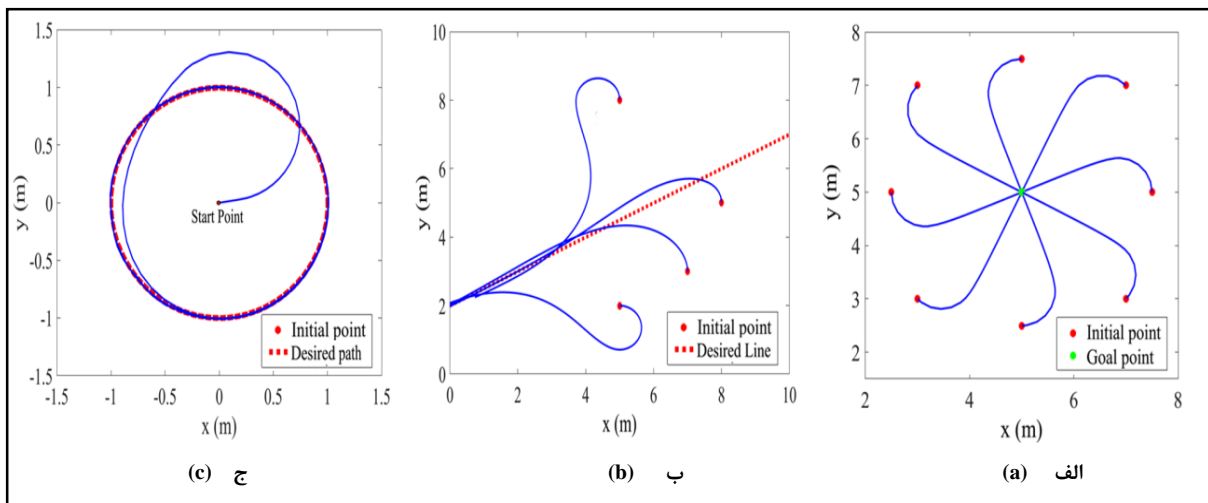 1.5
1
0.5
0
-0.5
-1
-1.5
y (m)
-1.5 -1 -0.5 0 0.5 1 1.5
x (m)
Start Point
Initial point
Desired path
(c) ج
10
8
6
4
2
0
y (m)
0 2 4 6 8 10
x (m)
Initial point
Desired Line
(b) ب
8
7
6
5
4
3
2
y (m)
2 4 6 8
x (m)
Initial point
Goal point
(a) الف